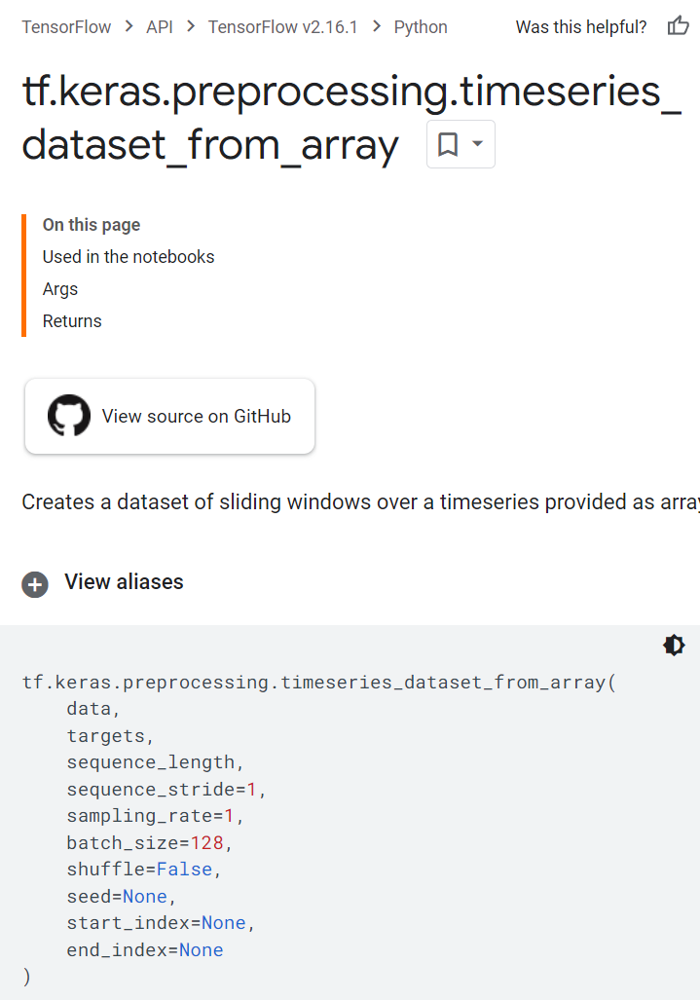 TensorFlow > API > TensorFlow v2.16.1 > Python Was this helpful?
tf.keras.preprocessing.timeseries_
dataset_from_array
On this page
Used in the notebooks
Args
Returns
View source on GitHub
Creates a dataset of sliding windows over a timeseries provided as
View aliases
tf.keras.preprocessing.timeseries_dataset_from_array(
    data,
    targets,
    sequence_length,
    sequence_stride=1,
    sampling_rate=1,
    batch_size=128,
    shuffle=False,
    seed=None,
    start_index=None,
    end_index=None
)